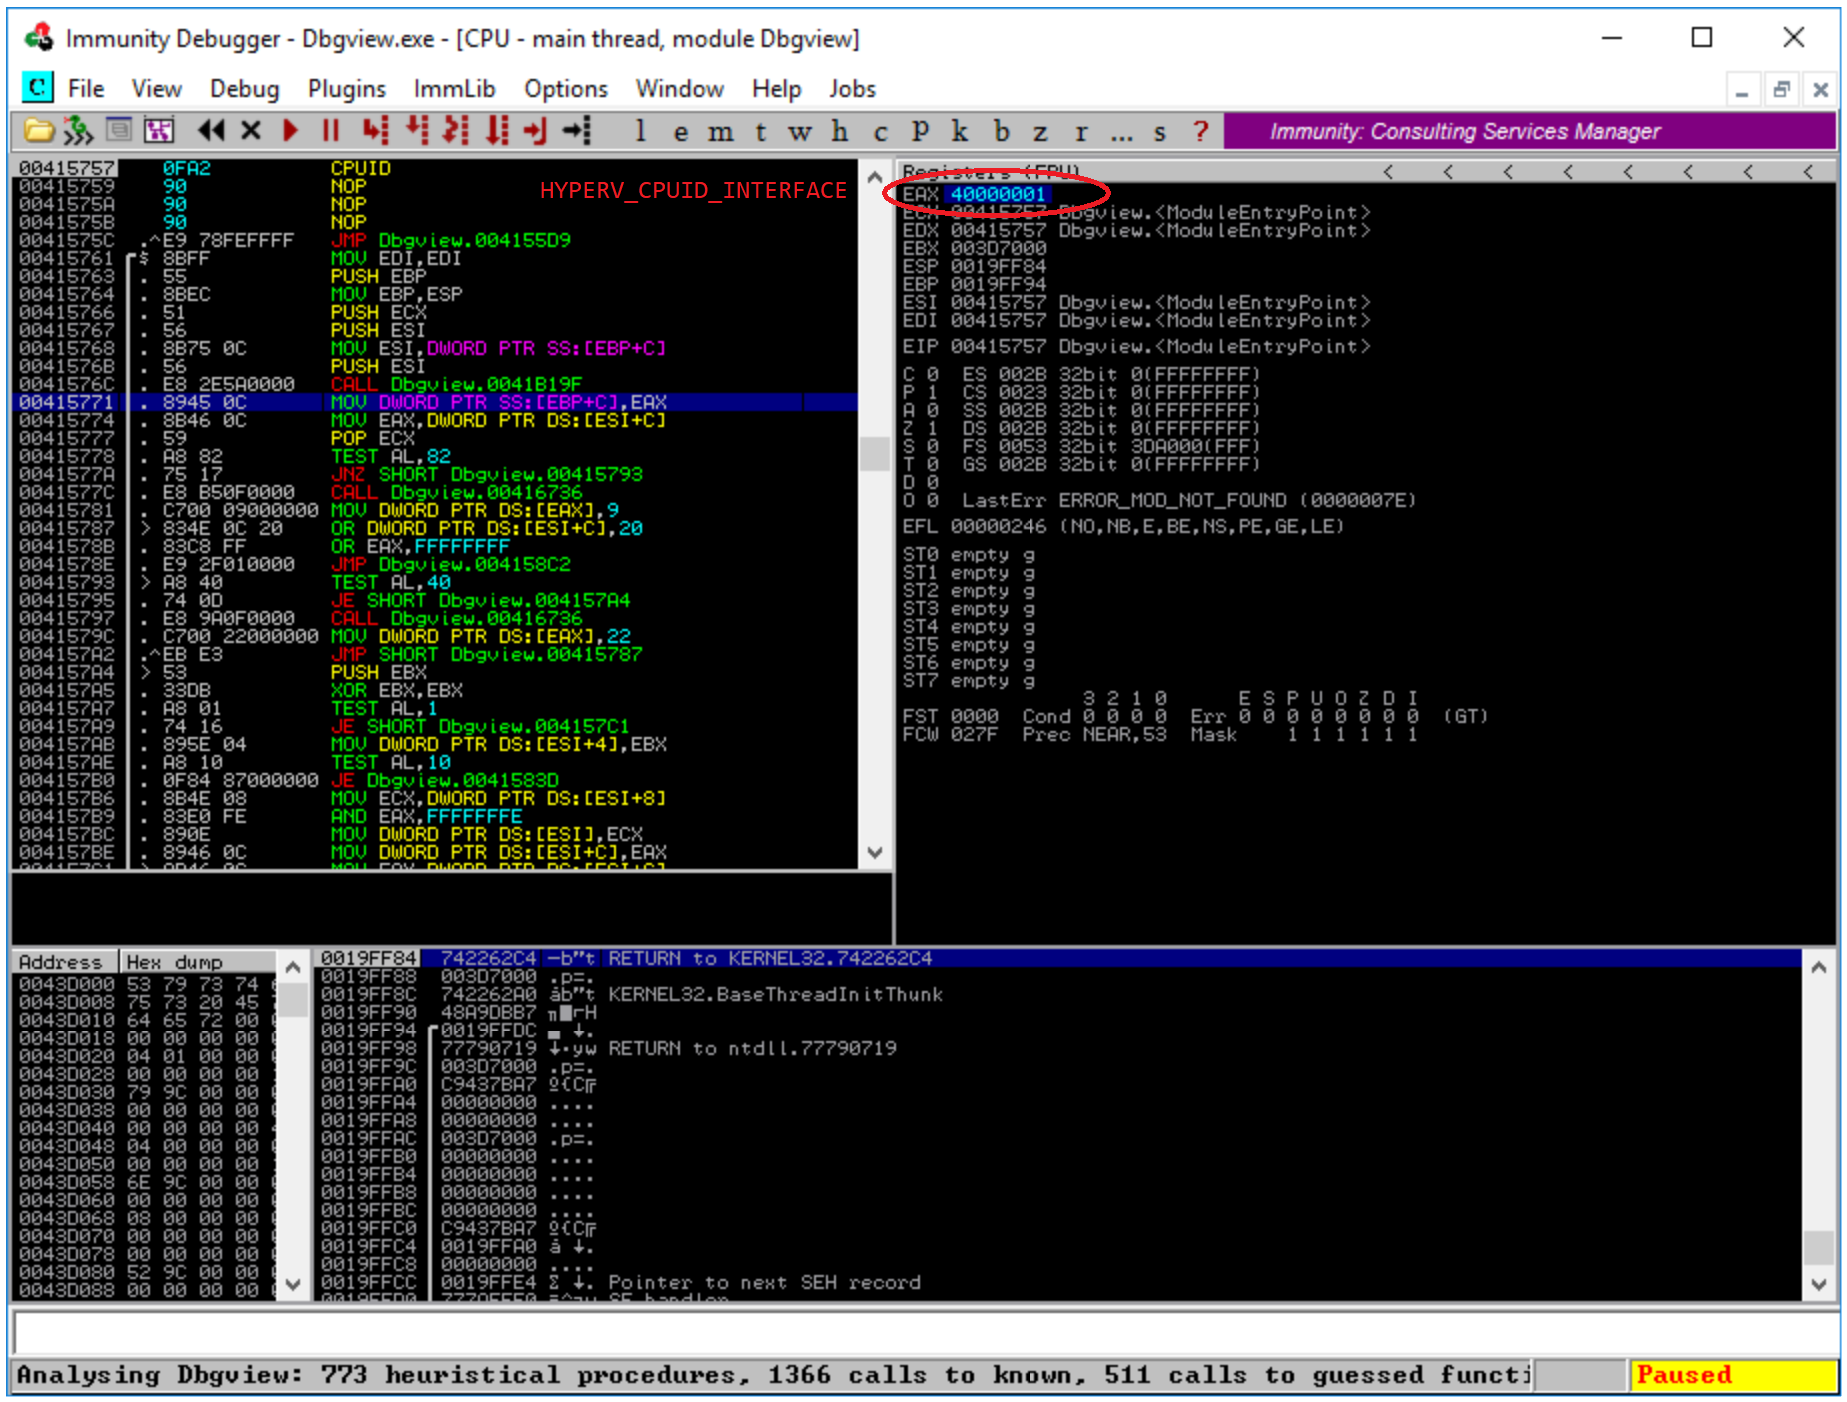 Immunity Debugger - Dbgview.exe - [CPU - main thread, module Dbgview]
C File View Debug Plugins ImmLib Options Window Help Jobs
l e m t w h c p k b z r ... s ? Immunity: Consulting Services Manager
00415757 0FA2 CPUID
00415759 90 NOP
0041575A 90 NOP
0041575B 90 NOP
0041575C .^E9 78FEFFFF JMP Dbgview.004155D9
00415761 $ 8BFF MOV EDI,EDI
00415763 . 55 PUSH EBP
00415764 . 8BEC MOV EBP,ESP
00415766 . 51 PUSH ECX
00415767 . 56 PUSH ESI
00415768 . 8B75 0C MOV ESI,DWORD PTR SS:[EBP+C]
0041576B . 56 PUSH ESI
0041576C . E8 2E5A0000 CALL Dbgview.0041B19F
00415771 . 8945 0C MOV DWORD PTR SS:[EBP+C],EAX
00415774 . 8B46 0C MOV EAX,DWORD PTR DS:[ESI+C]
00415777 . 59 POP ECX
00415778 . A8 82 TEST AL,82
0041577A . 75 17 JNZ SHORT Dbgview.00415793
0041577C . E8 B50F0000 CALL Dbgview.00416736
00415781 . C700 09000000 MOV DWORD PTR DS:[EAX],9
00415787 > 834E 0C 20 OR DWORD PTR DS:[ESI+C],20
0041578B . 83C8 FF OR EAX,FFFFFFFF
0041578E . E9 2F010000 JMP Dbgview.004158C2
00415793 > A8 40 TEST AL,40
00415795 . 74 0D JE SHORT Dbgview.004157A4
00415797 . E8 9A0F0000 CALL Dbgview.00416736
0041579C . C700 22000000 MOV DWORD PTR DS:[EAX],22
004157A2 .^EB E3 JMP SHORT Dbgview.00415787
004157A4 > 53 PUSH EBX
004157A5 . 33DB XOR EBX,EBX
004157A7 . A8 01 TEST AL,1
004157A9 . 74 16 JE SHORT Dbgview.004157C1
004157AB . 895E 04 MOV DWORD PTR DS:[ESI+4],EBX
004157AE . A8 10 TEST AL,10
004157B0 . 0F84 87000000 JE Dbgview.0041583D
004157B6 . 8B4E 08 MOV ECX,DWORD PTR DS:[ESI+8]
004157B9 . 83E0 FE AND EAX,FFFFFFFE
004157BC . 890E MOV DWORD PTR DS:[ESI],ECX
004157BE . 8946 0C MOV DWORD PTR DS:[ESI+C],EAX
HYPERV_CPUID_INTERFACE
Registers (FPU) < < < < < < < <
EAX 40000001
ECX 00415757 Dbgview.<ModuleEntryPoint>
EDX 00415757 Dbgview.<ModuleEntryPoint>
EBX 003D7000
ESP 0019FF84
EBP 0019FF94
ESI 00415757 Dbgview.<ModuleEntryPoint>
EDI 00415757 Dbgview.<ModuleEntryPoint>
EIP 00415757 Dbgview.<ModuleEntryPoint>
C 0 ES 002B 32bit 0(FFFFFFFF)
P 1 CS 0023 32bit 0(FFFFFFFF)
A 0 SS 002B 32bit 0(FFFFFFFF)
Z 1 DS 002B 32bit 0(FFFFFFFF)
S 0 FS 0053 32bit 3DA000(FFF)
T 0 GS 002B 32bit 0(FFFFFFFF)
D 0
O 0 LastErr ERROR_MOD_NOT_FOUND (0000007E)
EFL 00000246 (NO,NB,E,BE,NS,PE,GE,LE)
ST0 empty g
ST1 empty g
ST2 empty g
ST3 empty g
ST4 empty g
ST5 empty g
ST6 empty g
ST7 empty g
3 2 1 0 E S P U O Z D I
FST 0000 Cond 0 0 0 0 Err 0 0 0 0 0 0 0 0 (GT)
FCW 027F Prec NEAR,53 Mask 1 1 1 1 1 1
Address Hex dump
0043D000 53 79 73 74
0043D008 75 73 20 45
0043D010 64 65 72 00
0043D018 00 00 00 00
0043D020 04 01 00 00
0043D028 00 00 00 00
0043D030 79 9C 00 00
0043D038 00 00 00 00
0043D040 00 00 00 00
0043D048 04 00 00 00
0043D050 00 00 00 00
0043D058 6E 9C 00 00
0043D060 00 00 00 00
0043D068 08 00 00 00
0043D070 00 00 00 00
0043D078 00 00 00 00
0043D080 52 9C 00 00
0043D088 00 00 00 00
0019FF84 742262C4 —b"t RETURN to KERNEL32.742262C4
0019FF88 003D7000 .p=.
0019FF8C 742262A0 áb"t KERNEL32.BaseThreadInitThunk
0019FF90 48A9DBB7
0019FF94 0019FFDC
0019FF98 77790719 ↓·yw RETURN to ntdll.77790719
0019FF9C 003D7000 .p=.
0019FFA0 C9437BA7 º{C╔
0019FFA4 00000000 ....
0019FFA8 00000000 ....
0019FFAC 003D7000 .p=.
0019FFB0 00000000 ....
0019FFB4 00000000 ....
0019FFB8 00000000 ....
0019FFBC 00000000 ....
0019FFC0 C9437BA7 º{C╔
0019FFC4 0019FFA0 á ↓.
0019FFC8 00000000 ....
0019FFCC 0019FFE4 Σ ↓. Pointer to next SEH record
Analysing Dbgview: 773 heuristical procedures, 1366 calls to known, 511 calls to guessed functi
Paused